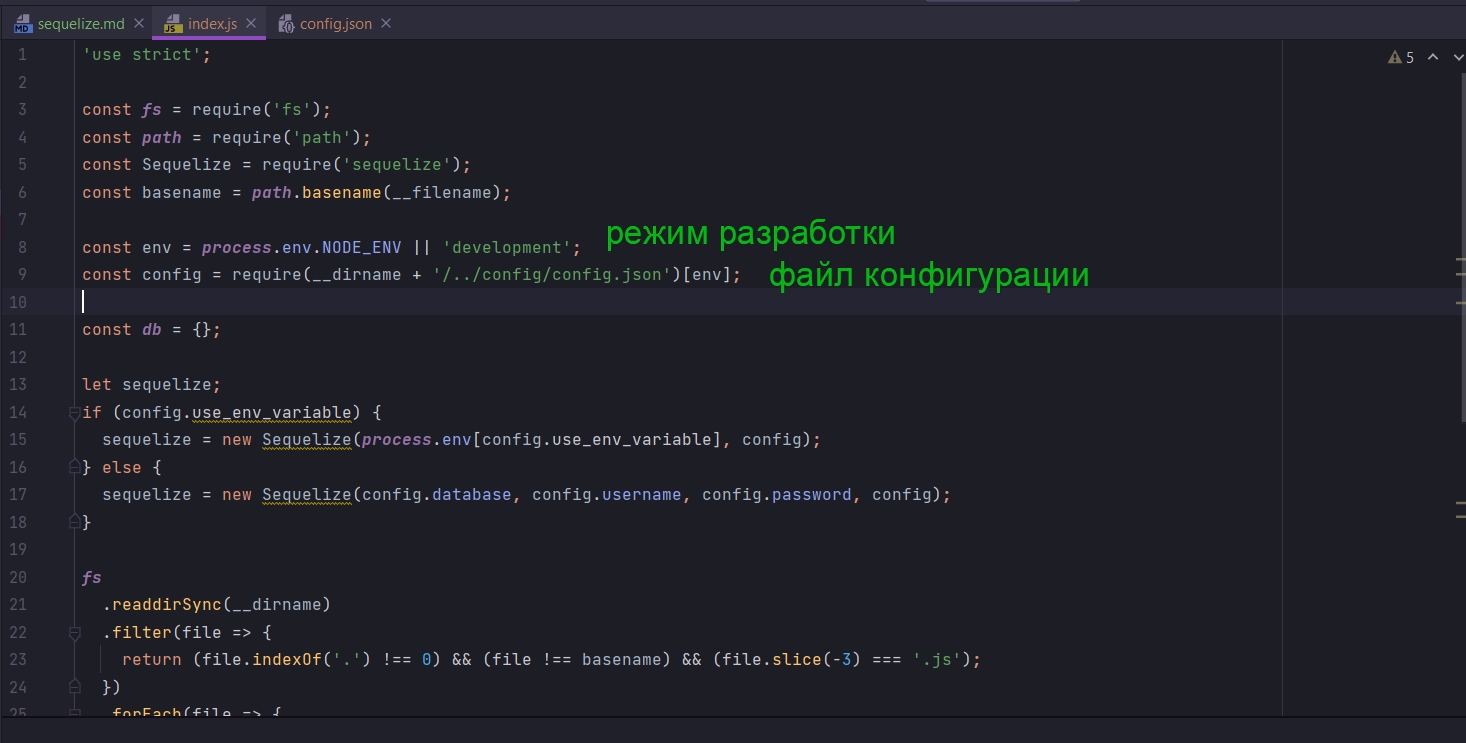 sequelize.md index.js config.json
5
1 'use strict';
2
3 const fs = require('fs');
4 const path = require('path');
5 const Sequelize = require('sequelize');
6 const basename = path.basename(__filename);
7
8 const env = process.env.NODE_ENV || 'development'; режим разработки
9 const config = require(__dirname + '/../config/config.json')[env]; файл конфигурации
10
11 const db = {};
12
13 let sequelize;
14 if (config.use_env_variable) {
15 sequelize = new Sequelize(process.env[config.use_env_variable], config);
16 } else {
17 sequelize = new Sequelize(config.database, config.username, config.password, config);
18 }
19
20 fs
21 .readdirSync(__dirname)
22 .filter(file => {
23 return (file.indexOf('.') !== 0) && (file !== basename) && (file.slice(-3) === '.js');
24 })
25 .forEach(file => {